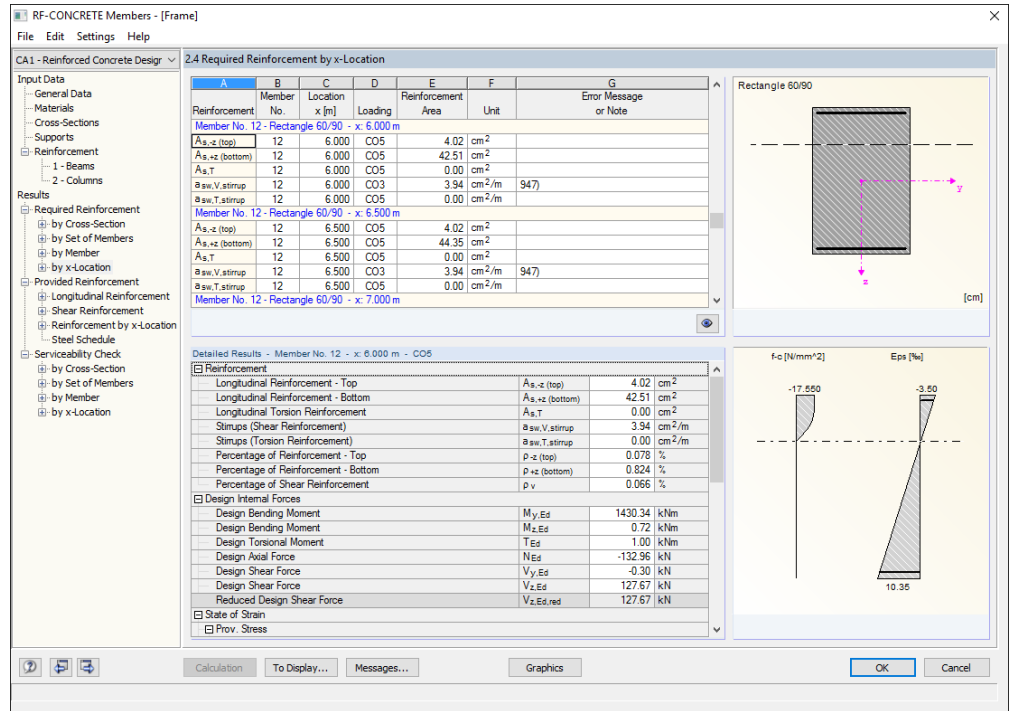 RF-CONCRETE Members - [Frame]
File Edit Settings Help
CA1 - Reinforced Concrete Desigr
2.4 Required Reinforcement by x-Location
Input Data
General Data
Materials
Cross-Sections
Supports
Reinforcement
1 - Beams
2 - Columns
Results
Required Reinforcement
by Cross-Section
by Set of Members
by Member
by x-Location
Provided Reinforcement
Longitudinal Reinforcement
Shear Reinforcement
Reinforcement by x-Location
Steel Schedule
Serviceability Check
by Cross-Section
by Set of Members
by Member
by x-Location
A B C D E F G
Member Location Reinforcement Error Message
Reinforcement No. x [m] Loading Area Unit or Note
Member No. 12 - Rectangle 60/90 - x: 6.000 m
As,-z (top) 12 6.000 CO5 4.02 cm2
As,+z (bottom) 12 6.000 CO5 42.51 cm2
As,T 12 6.000 CO5 0.00 cm2
asw,V,stirrup 12 6.000 CO3 3.94 cm2/m 947)
asw,T,stirrup 12 6.000 CO5 0.00 cm2/m
Member No. 12 - Rectangle 60/90 - x: 6.500 m
As,-z (top) 12 6.500 CO5 4.02 cm2
As,+z (bottom) 12 6.500 CO5 44.35 cm2
As,T 12 6.500 CO5 0.00 cm2
asw,V,stirrup 12 6.500 CO3 3.94 cm2/m 947)
asw,T,stirrup 12 6.500 CO5 0.00 cm2/m
Member No. 12 - Rectangle 60/90 - x: 7.000 m
Rectangle 60/90
y
z
[cm]
Detailed Results - Member No. 12 - x: 6.000 m - CO5
Reinforcement
Longitudinal Reinforcement - Top As,-z (top) 4.02 cm2
Longitudinal Reinforcement - Bottom As,+z (bottom) 42.51 cm2
Longitudinal Torsion Reinforcement As,T 0.00 cm2
Stirrups (Shear Reinforcement) asw,V,stirrup 3.94 cm2/m
Stirrups (Torsion Reinforcement) asw,T,stirrup 0.00 cm2/m
Percentage of Reinforcement - Top ρ-z (top) 0.078 %
Percentage of Reinforcement - Bottom ρ+z (bottom) 0.824 %
Percentage of Shear Reinforcement ρv 0.066 %
Design Internal Forces
Design Bending Moment My,Ed 1430.34 kNm
Design Bending Moment Mz,Ed 0.72 kNm
Design Torsional Moment TEd 1.00 kNm
Design Axial Force NEd -132.96 kN
Design Shear Force Vy,Ed -0.30 kN
Design Shear Force Vz,Ed 127.67 kN
Reduced Design Shear Force Vz,Ed,red 127.67 kN
State of Strain
Prov. Stress
f-c [N/mm^2] Eps [‰]
-17.550 -3.50
10.35
Calculation To Display... Messages... Graphics OK Cancel